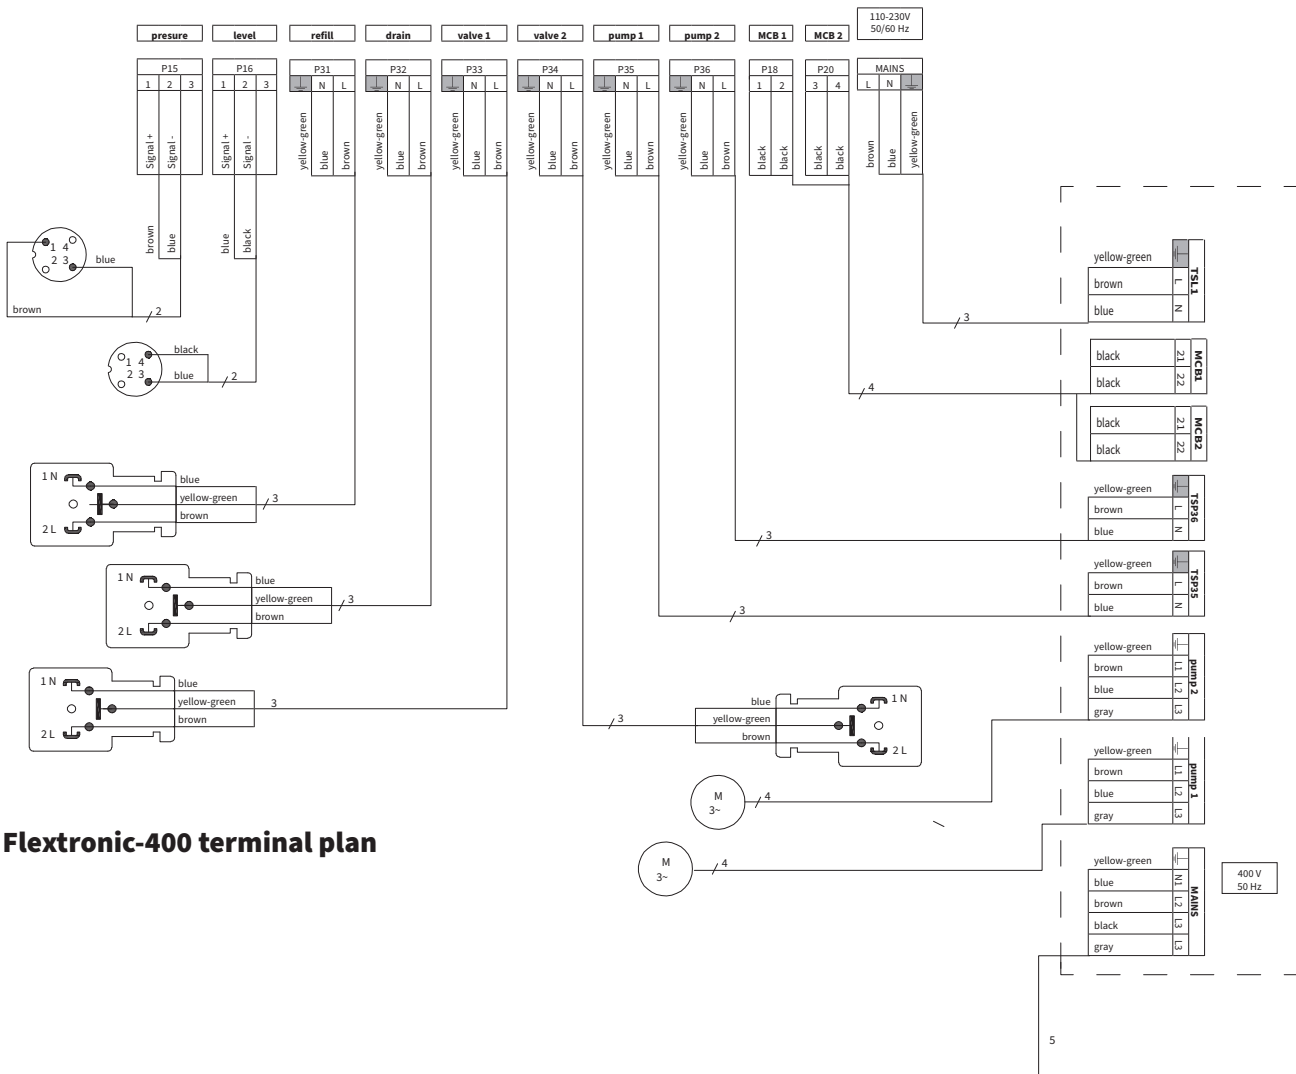 110-230V
50/60 Hz
presure level refill drain valve 1 valve 2 pump 1 pump 2 MCB 1 MCB 2
P15 P16 P31 P32 P33 P34 P35 P36 P18 P20 MAINS
1 2 3 1 2 3 N L N L N L N L N L N L 1 2 3 4 L N
Signal + Signal - Signal + Signal - yellow-green blue brown yellow-green blue brown yellow-green blue brown yellow-green blue brown yellow-green blue brown yellow-green blue brown black black black black brown blue yellow-green
brown blue blue black
1 4
2 3
blue
brown
2
1 4
2 3
black
blue
2
yellow-green
brown L
blue N
TSL1
3
black 21
black 22
MCB1
4
black 21
black 22
MCB2
1 N
2 L
blue
yellow-green
brown
3
yellow-green
brown L
blue N
TSP36
3
1 N
2 L
blue
yellow-green
brown
3
yellow-green
brown L
blue N
TSP35
3
1 N
2 L
blue
yellow-green
brown
3
yellow-green
brown L1
blue L2
gray L3
pump 2
3
blue
yellow-green
brown
1 N
2 L
yellow-green
brown L1
blue L2
gray L3
pump 1
M
3~
4
M
3~
4
Flextronic-400 terminal plan
yellow-green
blue N1
brown L2
black L3
gray L3
MAINS
400 V
50 Hz
5